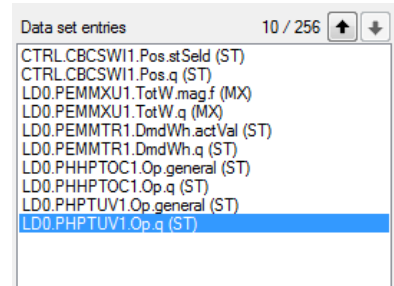 Data set entries 10 / 256
CTRL.CBCSWI1.Pos.stSeld (ST)
CTRL.CBCSWI1.Pos.q (ST)
LD0.PEMMXU1.TotW.mag.f (MX)
LD0.PEMMXU1.TotW.q (MX)
LD0.PEMMTR1.DmdWh.actVal (ST)
LD0.PEMMTR1.DmdWh.q (ST)
LD0.PHHPTOC1.Op.general (ST)
LD0.PHHPTOC1.Op.q (ST)
LD0.PHPTUV1.Op.general (ST)
LD0.PHPTUV1.Op.q (ST)